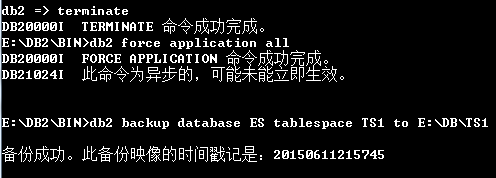 db2 => terminate
DB20000I  TERMINATE 命令成功完成。
E:\DB2\BIN>db2 force application all
DB20000I  FORCE APPLICATION 命令成功完成。
DB21024I  此命令为异步的，可能未能立即生效。
E:\DB2\BIN>db2 backup database ES tablespace TS1 to E:\DB\TS1
备份成功。此备份映像的时间戳记是：20150611215745